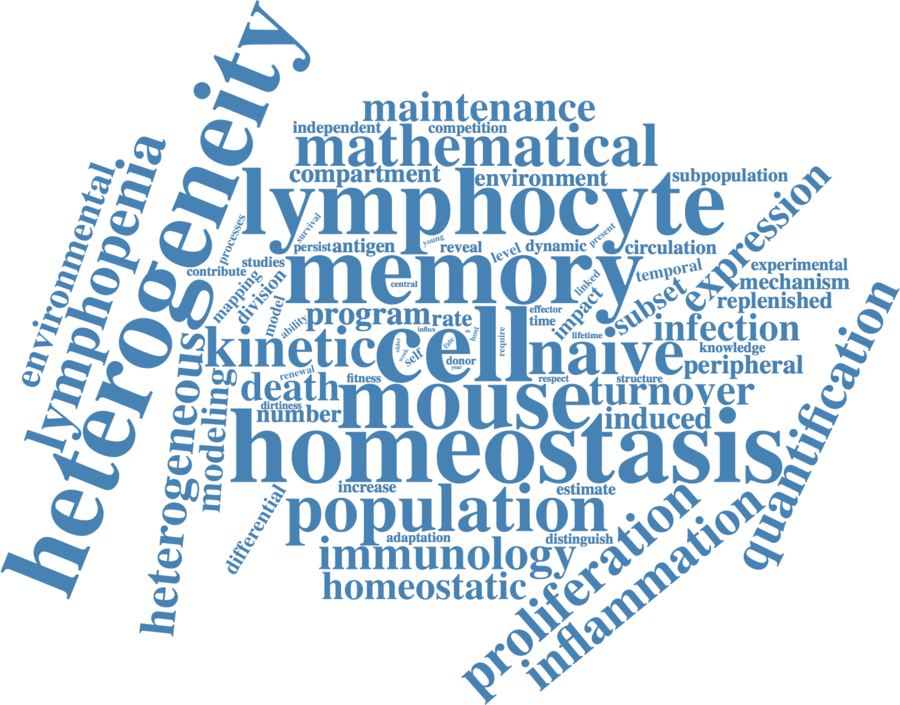 maintenance
independent
competition
mathematical
compartment
environment
subpopulation
lymphocyte
heterogeneity
environmental
lymphopenia
processes
survival
persist
antigen
young
reveal
level
dynamic
present
circulation
expression
contribute
studies
memory
central
linked
temporal
experimental
mechanism
replenished
mapping
division
model
ability
program
rate
influx
effector
time
impact
subset
lifetime
infection
kinetic
cell
older
week
self
fate
host
donor
year
require
naive
knowledge
peripheral
renewal
death
fitness
respect
structure
turnover
dirtiness
number
mouse
induced
heterogeneous
modeling
homeostasis
quantification
differential
increase
estimate
population
adaptation
distinguish
immunology
homeostatic
proliferation
inflammation